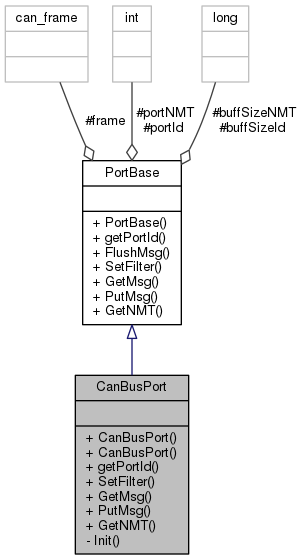 can_frame
int
long
#frame
#portNMT
#portId
#buffSizeNMT
#buffSizeId
PortBase
+ PortBase()
+ getPortId()
+ FlushMsg()
+ SetFilter()
+ GetMsg()
+ PutMsg()
+ GetNMT()
CanBusPort
+ CanBusPort()
+ CanBusPort()
+ getPortId()
+ SetFilter()
+ GetMsg()
+ PutMsg()
+ GetNMT()
- Init()